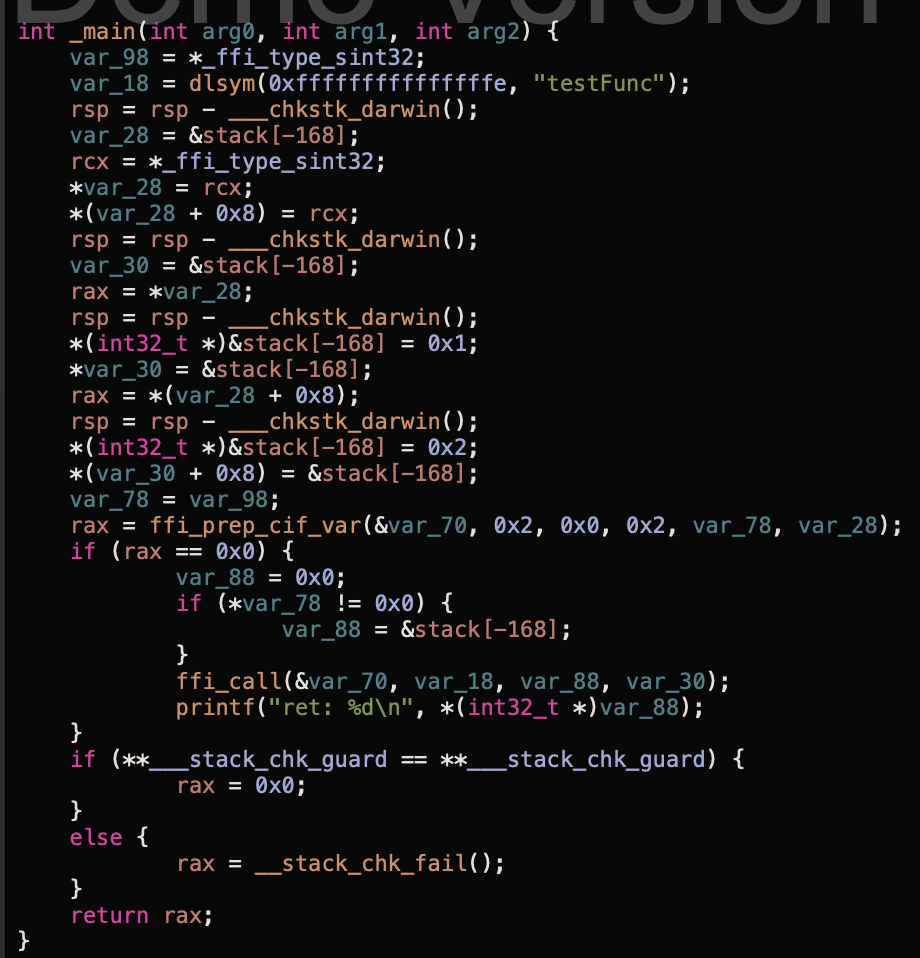 Demo Version
int _main(int arg0, int arg1, int arg2) {
    var_98 = *_ffi_type_sint32;
    var_18 = dlsym(0xfffffffffffffffe, "testFunc");
    rsp = rsp - ___chkstk_darwin();
    var_28 = &stack[-168];
    rcx = *_ffi_type_sint32;
    *var_28 = rcx;
    *(var_28 + 0x8) = rcx;
    rsp = rsp - ___chkstk_darwin();
    var_30 = &stack[-168];
    rax = *var_28;
    rsp = rsp - ___chkstk_darwin();
    *(int32_t *)&stack[-168] = 0x1;
    *var_30 = &stack[-168];
    rax = *(var_28 + 0x8);
    rsp = rsp - ___chkstk_darwin();
    *(int32_t *)&stack[-168] = 0x2;
    *(var_30 + 0x8) = &stack[-168];
    var_78 = var_98;
    rax = ffi_prep_cif_var(&var_70, 0x2, 0x0, 0x2, var_78, var_28);
    if (rax == 0x0) {
            var_88 = 0x0;
            if (*var_78 != 0x0) {
                    var_88 = &stack[-168];
            }
            ffi_call(&var_70, var_18, var_88, var_30);
            printf("ret: %d\n", *(int32_t *)var_88);
    }
    if (**___stack_chk_guard == **___stack_chk_guard) {
            rax = 0x0;
    }
    else {
            rax = __stack_chk_fail();
    }
    return rax;
}